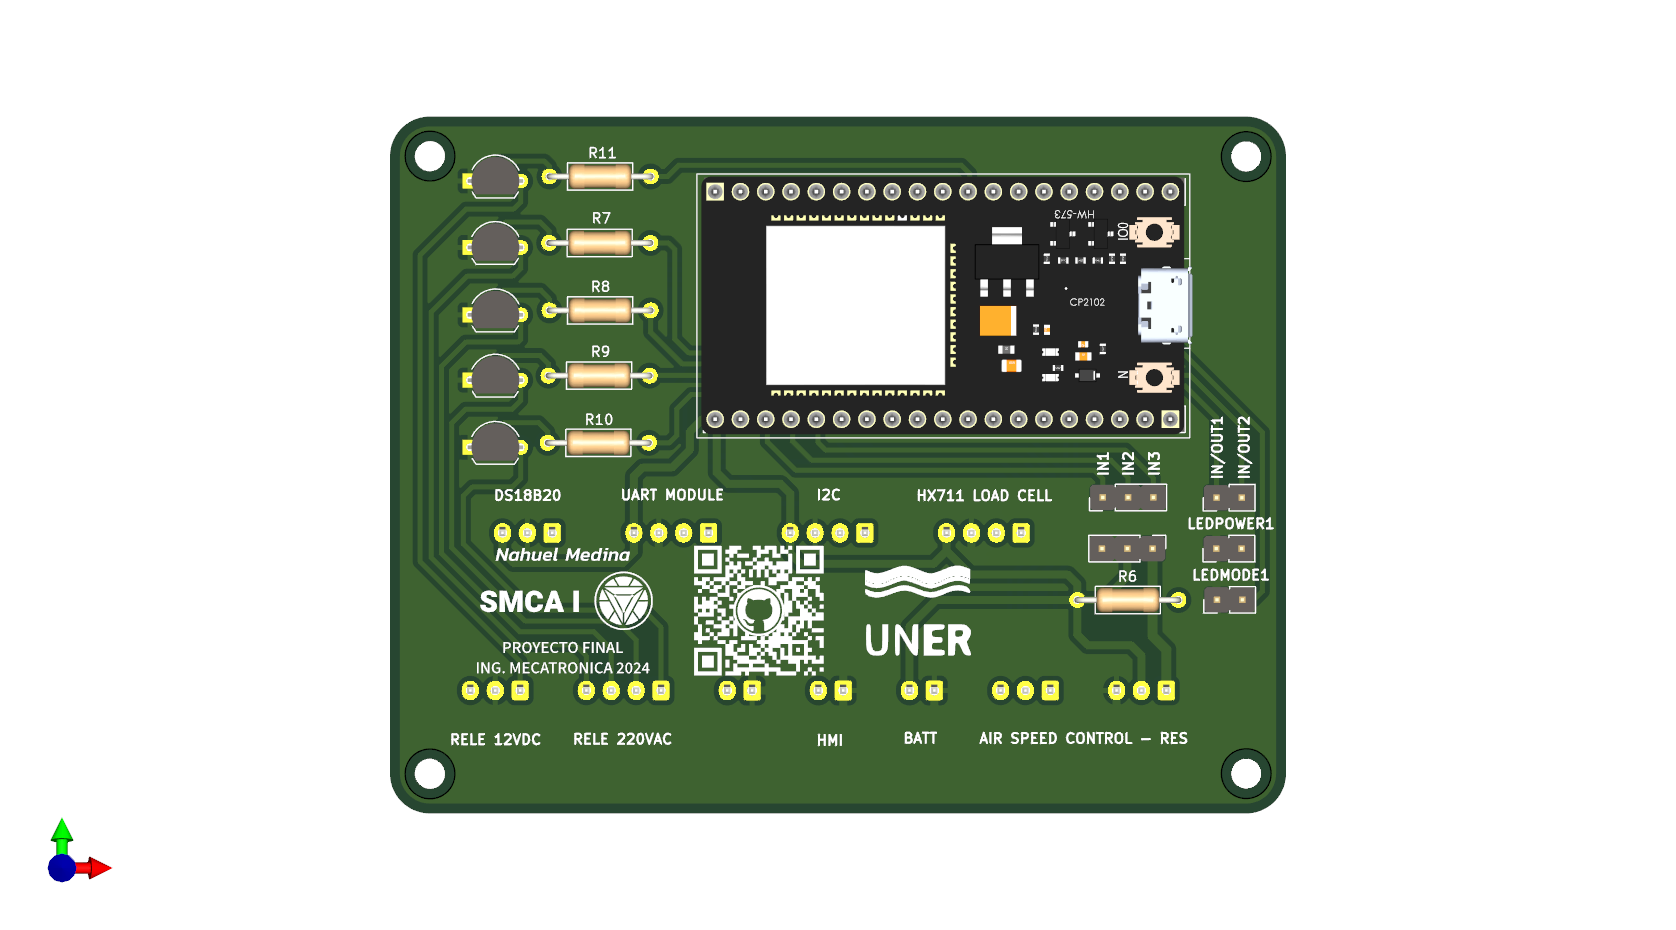 R11
R7
HW-573
IO0
R8
CP2102
R9
N
R10
IN/OUT1
IN/OUT2
IN1
IN2
IN3
DS18B20
UART MODULE
I2C
HX711 LOAD CELL
LEDPOWER1
Nahuel Medina
LEDMODE1
R6
SMCA I
UNER
PROYECTO FINAL
ING. MECATRONICA 2024
RELE 12VDC
RELE 220VAC
HMI
BATT
AIR SPEED CONTROL - RES